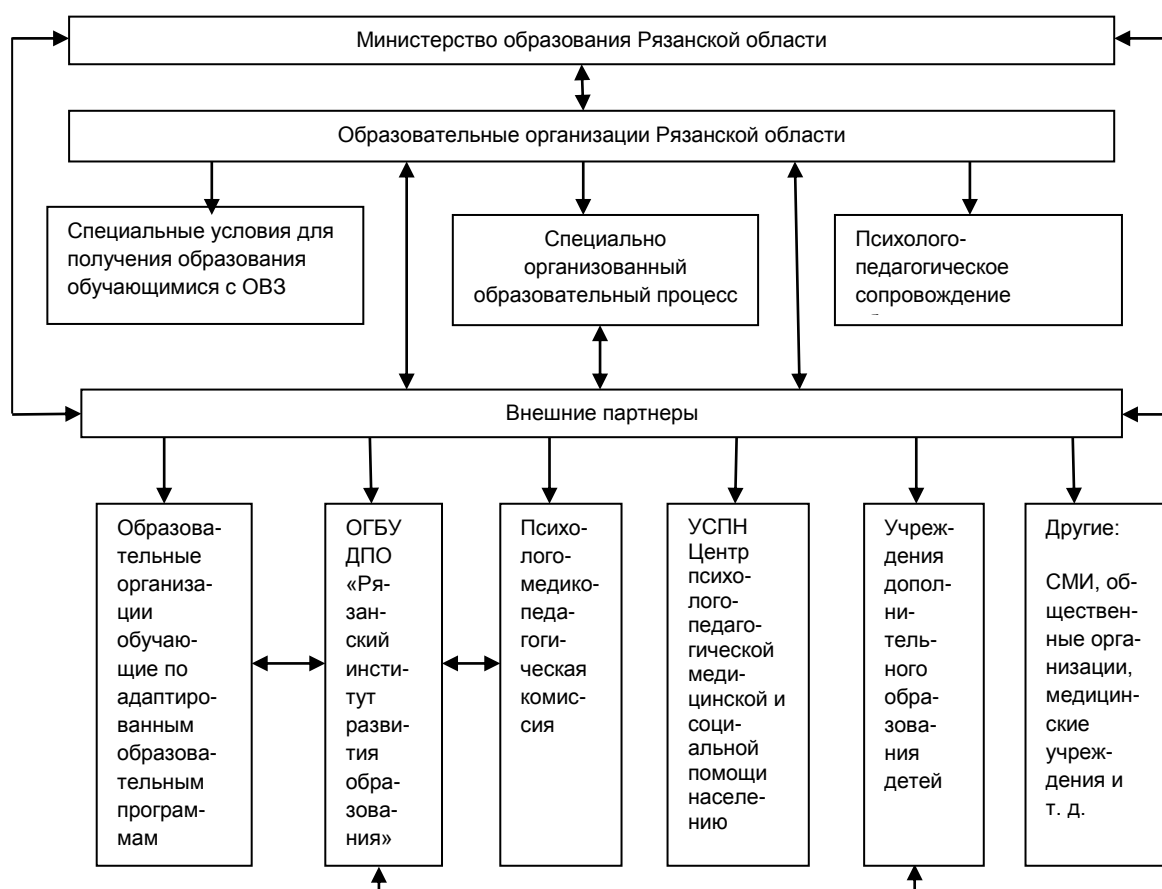 Министерство образования Рязанской области
Образовательные организации Рязанской области
Специальные условия для
получения образования
обучающимися с ОВЗ
Специально
организованный
образовательный процесс
Психолого-
педагогическое
сопровождение
Внешние партнеры
Образова-
тельные
организа-
ции
обучаю-
щие по
адаптиро-
ванным
образова-
тельным
програм-
мам
ОГБУ
ДПО
«Ря-
зан-
ский
инсти-
тут
разви-
тия
обра-
зова-
ния»
Психо-
лого-
медико-
педа-
гоги-
ческая
комис-
сия
УСПН
Центр
психо-
лого-
педаго-
гической
меди-
цинской и
соци-
альной
помощи
населе-
нию
Учреж-
дения
допол-
ни-
тель-
ного
обра-
зова-
ния
детей
Другие:
СМИ, об-
ществен-
ные орга-
низации,
медицин-
ские
учреж-
дения и
т. д.